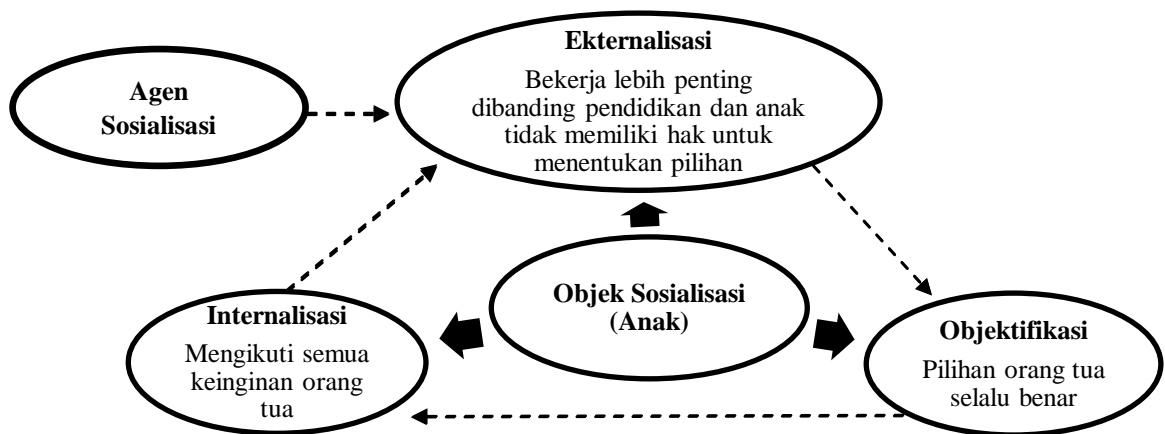 Agen
Sosialisasi
Ekternalisasi
Bekerja lebih penting
dibanding pendidikan dan anak
tidak memiliki hak untuk
menentukan pilihan
Objek Sosialisasi
(Anak)
Internalisasi
Mengikuti semua
keinginan orang
tua
Objektifikasi
Pilihan orang tua
selalu benar